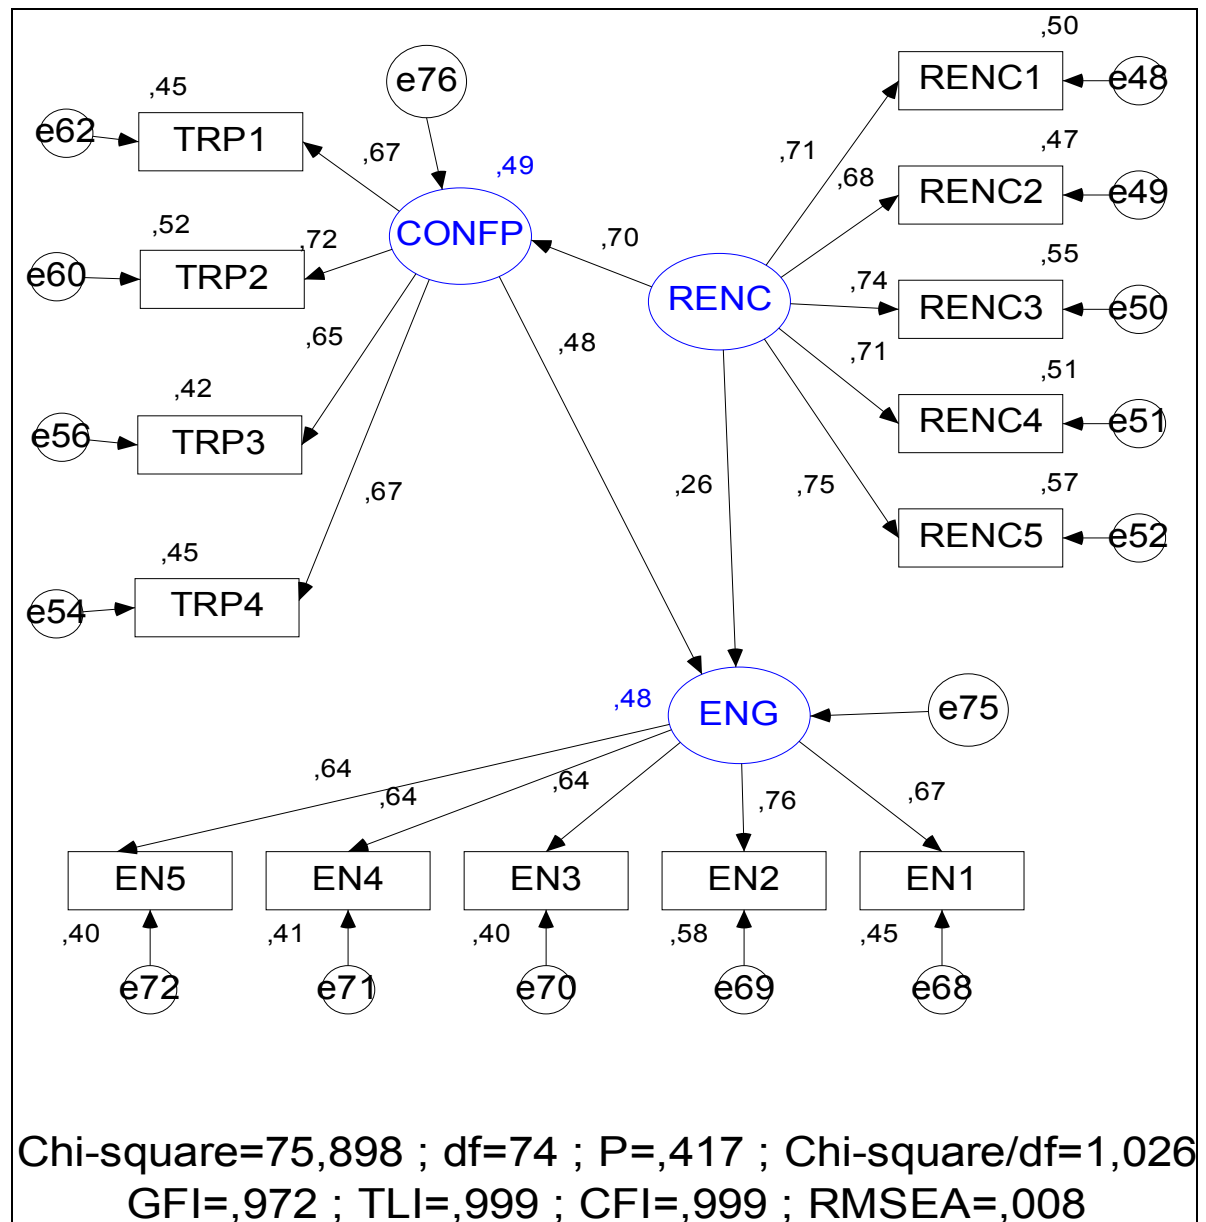 ,50
e76
RENC1
e48
,45
e62
TRP1
,67
,71
,47
,49
,68
RENC2
e49
CONFP
,52
,72
,70
,55
e60
TRP2
RENC
,74
RENC3
e50
,65
,48
,71
,51
,42
RENC4
e51
e56
TRP3
,67
,26
,75
,57
RENC5
e52
,45
e54
TRP4
,48
ENG
e75
,64
,64
,64
,76
,67
EN5
EN4
EN3
EN2
EN1
,40
,41
,40
,58
,45
e72
e71
e70
e69
e68
Chi-square=75,898 ; df=74 ; P=,417 ; Chi-square/df=1,026
GFI=,972 ; TLI=,999 ; CFI=,999 ; RMSEA=,008